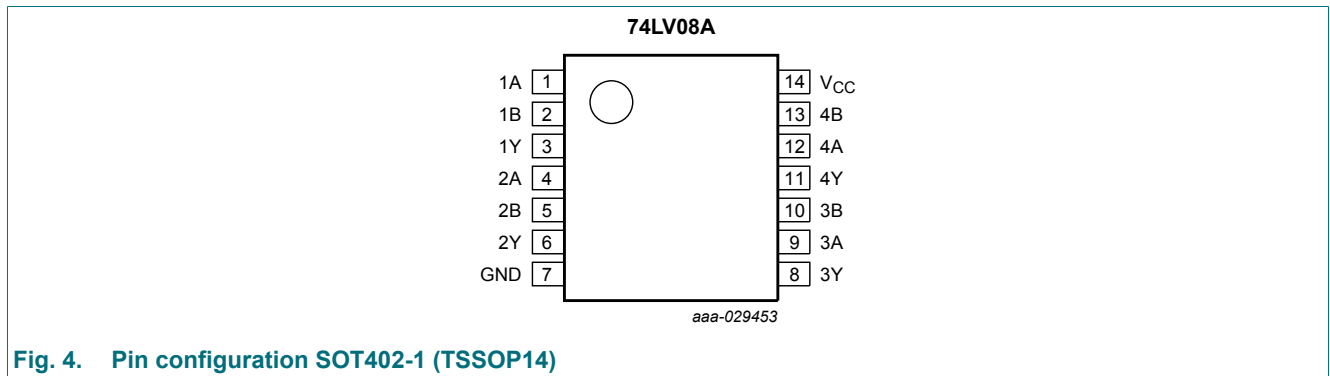 74LV08A
1A 1 14 VCC
1B 2 13 4B
1Y 3 12 4A
2A 4 11 4Y
2B 5 10 3B
2Y 6 9 3A
GND 7 8 3Y
aaa-029453
Fig. 4. Pin configuration SOT402-1 (TSSOP14)